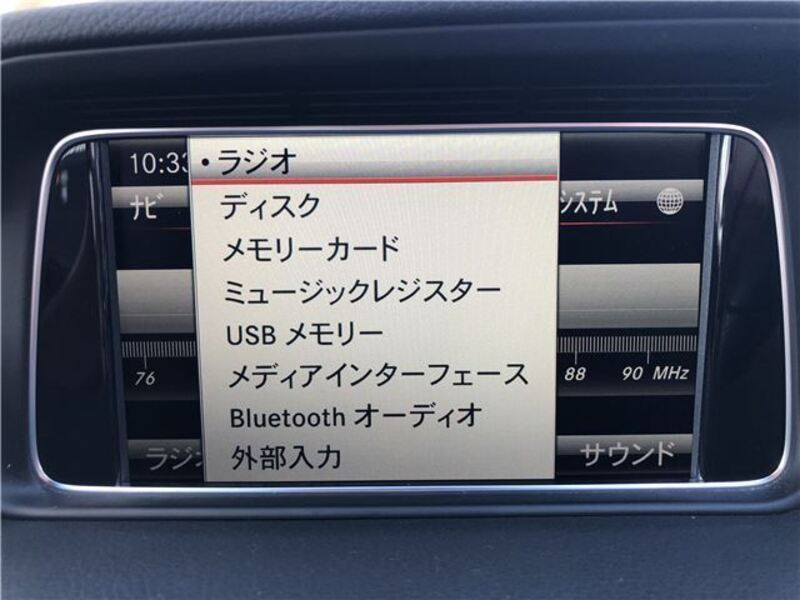 10:33
・ラジオ
ナビ
システム
ディスク
メモリーカード
ミュージックレジスター
USB メモリー
メディアインターフェース
76
88 90 MHz
Bluetooth オーディオ
外部入力
ラジ
サウンド